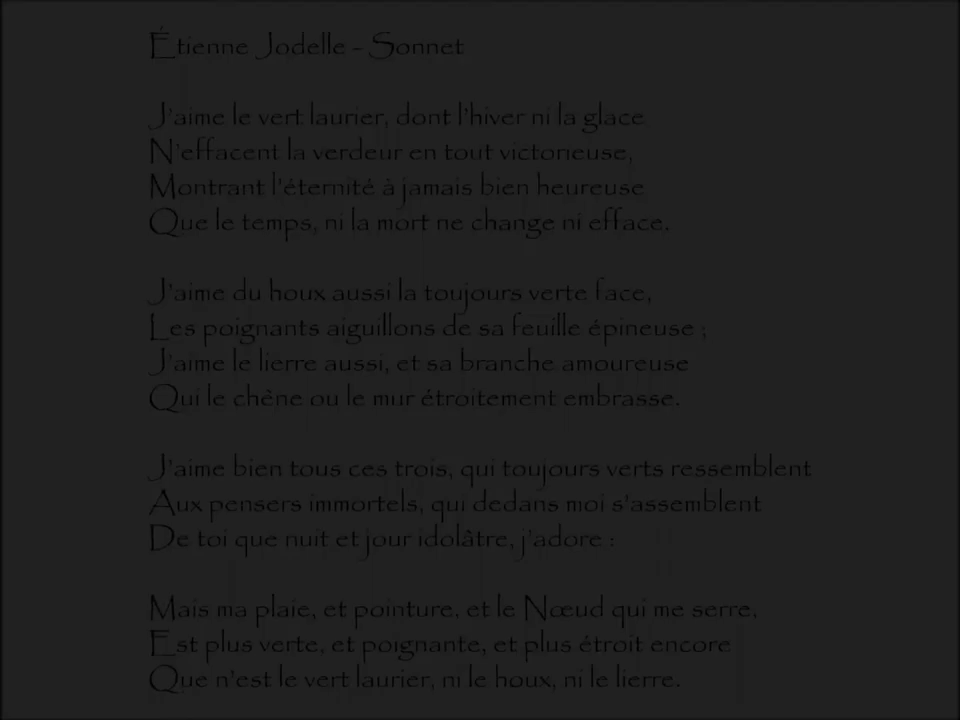 Étienne Jodelle - Sonnet
J'aime le vert laurier, dont l'hiver ni la glace
N'effacent la verdeur en tout victorieuse,
Montrant l'éternité à jamais bien heureuse
Que le temps, ni la mort ne change ni efface.
J'aime du houx aussi la toujours verte face,
Les poignants aiguillons de sa feuille épineuse ;
J'aime le lierre aussi, et sa branche amoureuse
Qui le chêne ou le mur étroitement embrasse.
J'aime bien tous ces trois, qui toujours verts ressemblent
Aux pensers immortels, qui dedans moi s'assemblent
De toi que nuit et jour idolâtre, j'adore :
Mais ma plaie, et pointure, et le Nœud qui me serre,
Est plus verte, et poignante, et plus étroit encore
Que n'est le vert laurier, ni le houx, ni le lierre.